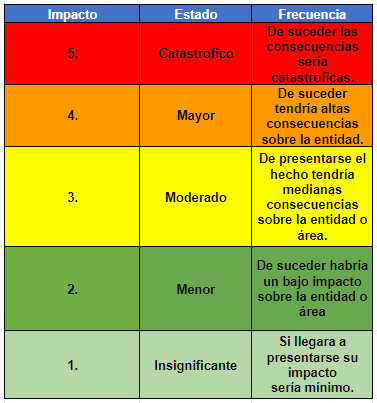 Impacto Estado Frecuencia
5. Catastrofico De suceder las
consecuencias
sería
catastroficas.
4. Mayor De suceder
tendría altas
consecuencias
sobre la entidad.
3. Moderado De presentarse el
hecho tendría
medianas
consecuencias
sobre la entidad o
área.
2. Menor De suceder habría
un bajo impacto
sobre la entidad o
área
1. Insignificante Si llegara a
presentarse su
impacto
sería mínimo.